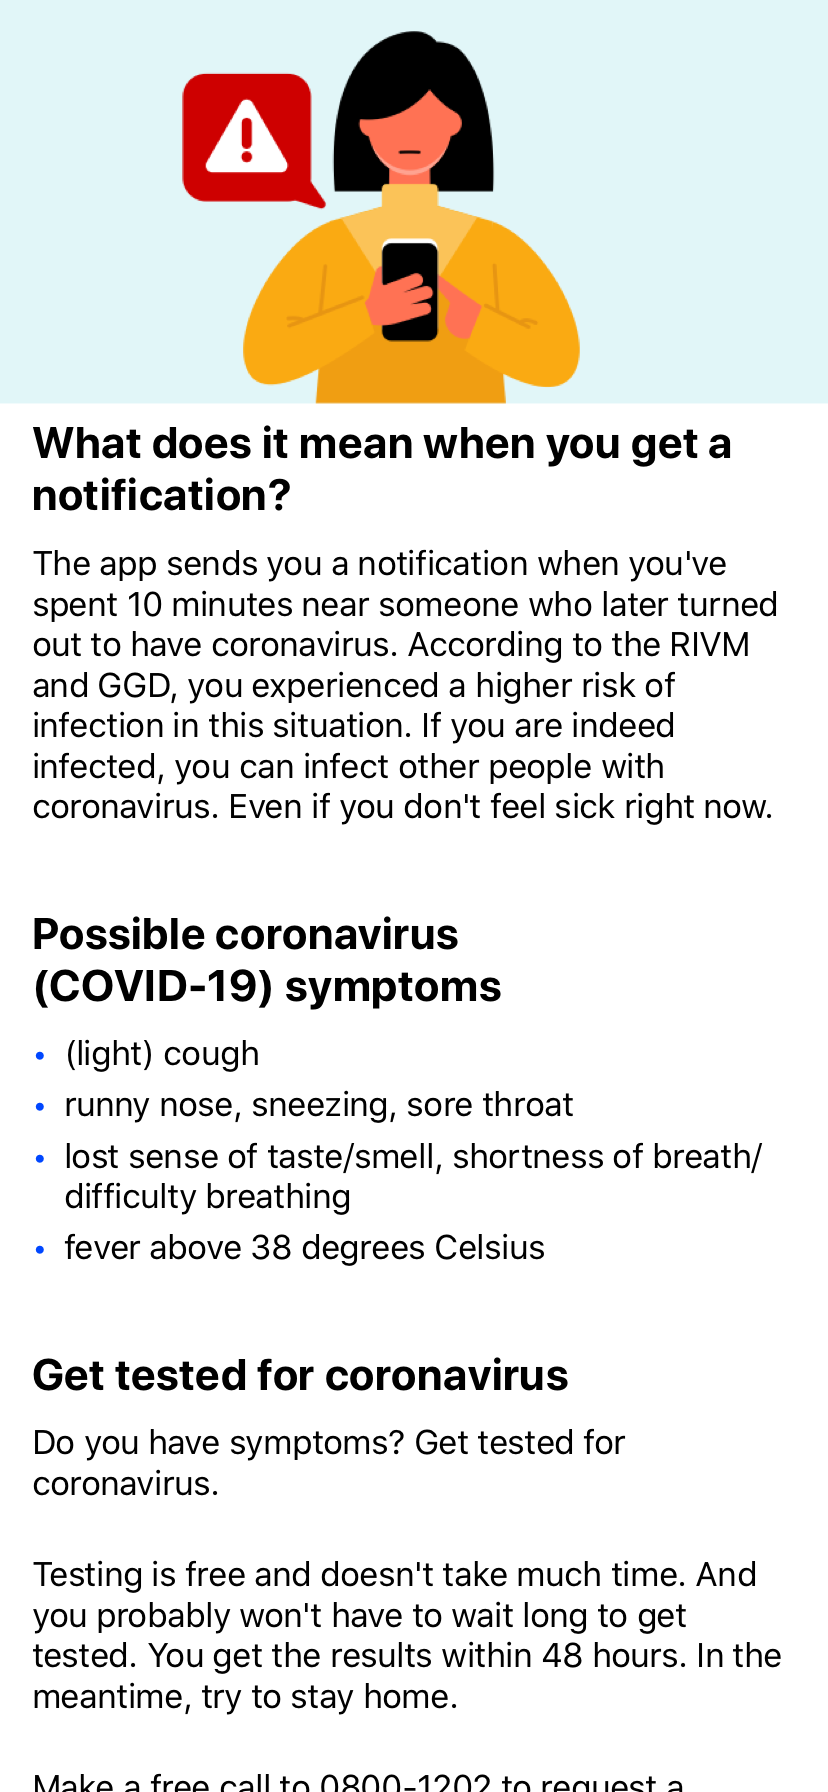 What does it mean when you get a
notification?
The app sends you a notification when you've
spent 10 minutes near someone who later turned
out to have coronavirus. According to the RIVM
and GGD, you experienced a higher risk of
infection in this situation. If you are indeed
infected, you can infect other people with
coronavirus. Even if you don't feel sick right now.
Possible coronavirus
(COVID-19) symptoms
• (light) cough
• runny nose, sneezing, sore throat
• lost sense of taste/smell, shortness of breath/
difficulty breathing
• fever above 38 degrees Celsius
Get tested for coronavirus
Do you have symptoms? Get tested for
coronavirus.
Testing is free and doesn't take much time. And
you probably won't have to wait long to get
tested. You get the results within 48 hours. In the
meantime, try to stay home.
Make a free call to 0800-1202 to request a